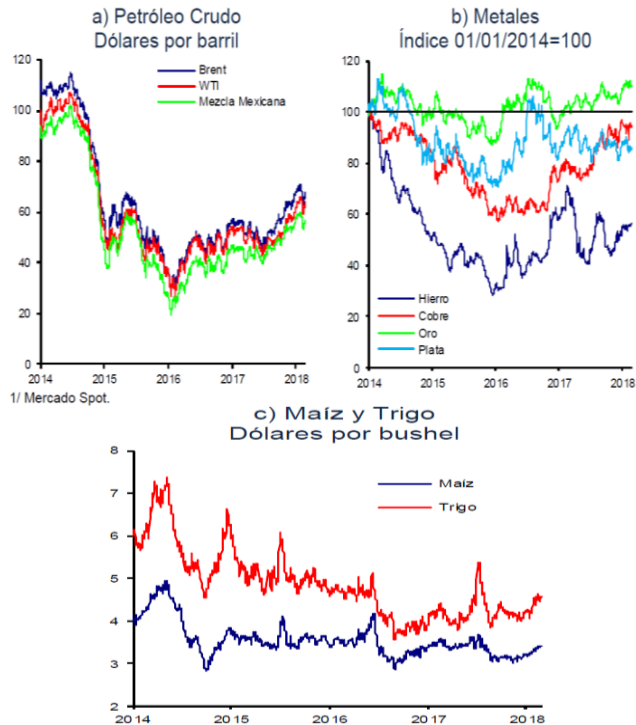 a) Petróleo Crudo
Dólares por barril
120
100
80
60
40
20
0
2014
2015
2016
2017
2018
Brent
WTI
Mezcla Mexicana
1/ Mercado Spot.
b) Metales
Índice 01/01/2014=100
120
100
80
60
40
20
0
2014
2015
2016
2017
2018
Hierro
Cobre
Oro
Plata
c) Maíz y Trigo
Dólares por bushel
8
7
6
5
4
3
2
2014
2015
2016
2017
2018
Maíz
Trigo